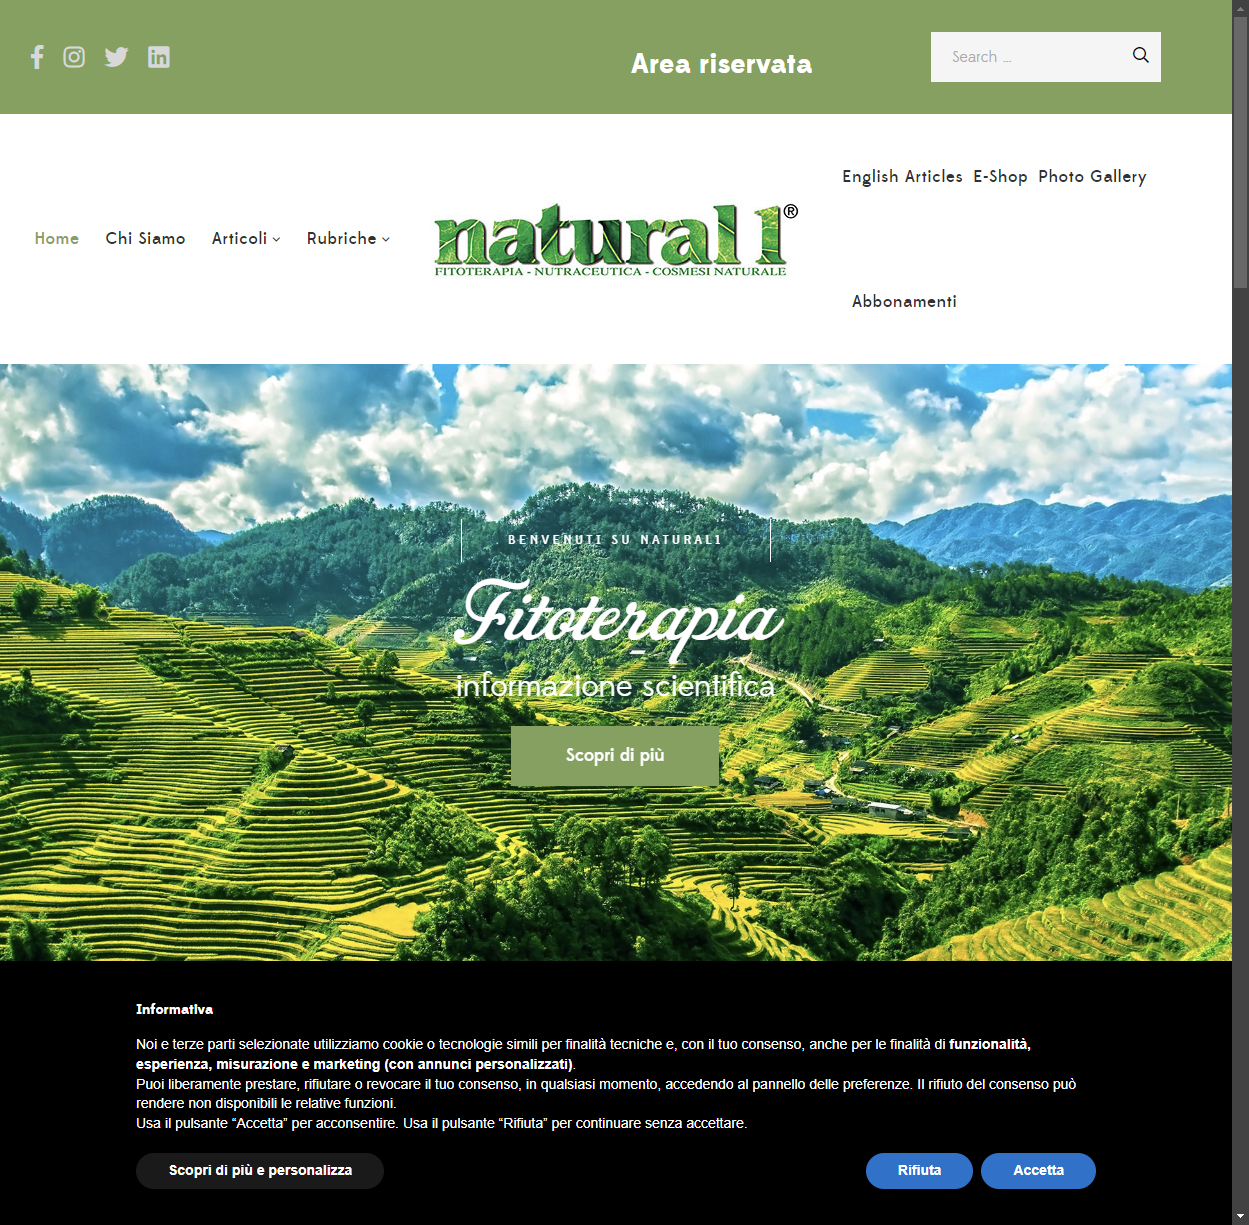 Area riservata
Search ...
English Articles E-Shop Photo Gallery
Home Chi Siamo Articoli Rubriche
natural 1®
FITOTERAPIA - NUTRACEUTICA - COSMESI NATURALE
Abbonamenti
BENVENUTI SU NATURAL1
Fitoterapia
informazione scientifica
Scopri di più
Informativa
Noi e terze parti selezionate utilizziamo cookie o tecnologie simili per finalità tecniche e, con il tuo consenso, anche per le finalità di funzionalità,
esperienza, misurazione e marketing (con annunci personalizzati).
Puoi liberamente prestare, rifiutare o revocare il tuo consenso, in qualsiasi momento, accedendo al pannello delle preferenze. Il rifiuto del consenso può
rendere non disponibili le relative funzioni.
Usa il pulsante “Accetta” per acconsentire. Usa il pulsante “Rifiuta” per continuare senza accettare.
Scopri di più e personalizza Rifiuta Accetta